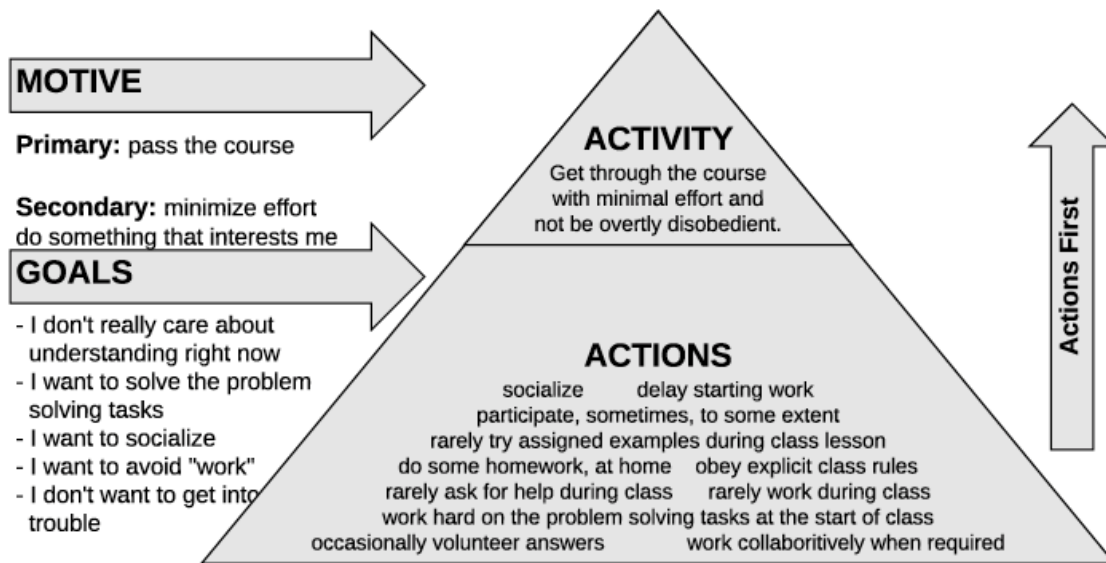 MOTIVE
Primary: pass the course
Secondary: minimize effort
do something that interests me
GOALS
- I don't really care about
understanding right now
- I want to solve the problem
solving tasks
- I want to socialize
- I want to avoid "work"
- I don't want to get into
trouble
ACTIVITY
Get through the course
with minimal effort and
not be overtly disobedient.
ACTIONS
socialize delay starting work
participate, sometimes, to some extent
rarely try assigned examples during class lesson
do some homework, at home obey explicit class rules
rarely ask for help during class rarely work during class
work hard on the problem solving tasks at the start of class
occasionally volunteer answers work collaboritively when required
Actions First